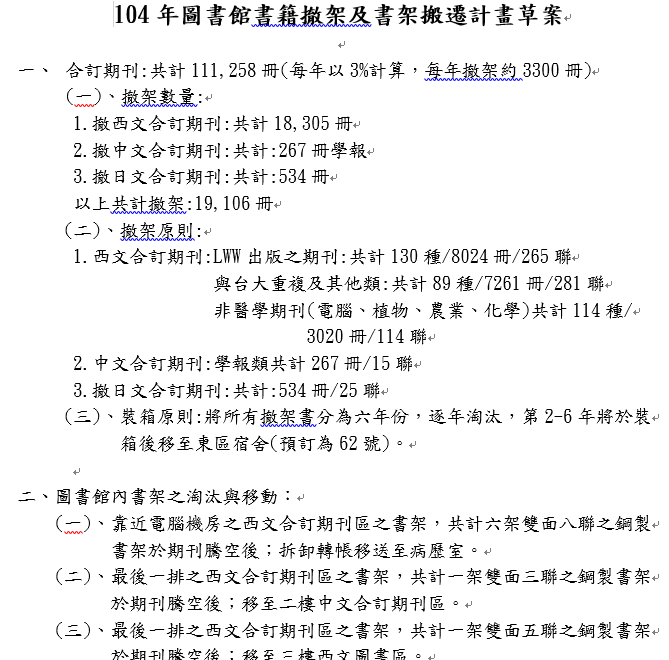 104 年圖書館書籍撤架及書架搬遷計畫草案
一、 合訂期刊:共計 111,258 冊(每年以 3%計算，每年撤架約 3300 冊)
(一)、撤架數量:
1.撤西文合訂期刊:共計 18,305 冊
2.撤中文合訂期刊:共計:267 冊學報
3.撤日文合訂期刊:共計:534 冊
以上共計撤架:19,106 冊
(二)、撤架原則:
1.西文合訂期刊:LWW 出版之期刊:共計 130 種/8024 冊/265 聯
與台大重複及其他類:共計 89 種/7261 冊/281 聯
非醫學期刊(電腦、植物、農業、化學)共計 114 種/
3020 冊/114 聯
2.中文合訂期刊:學報類共計 267 冊/15 聯
3.撤日文合訂期刊:共計:534 冊/25 聯
(三)、裝箱原則:將所有撤架書分為六年份，逐年淘汰，第 2-6 年將於裝
箱後移至東區宿舍(預訂為 62 號)。
二、圖書館內書架之淘汰與移動：
(一)、靠近電腦機房之西文合訂期刊區之書架，共計六架雙面八聯之鋼製
書架於期刊騰空後；拆卸轉帳移送至病歷室。
(二)、最後一排之西文合訂期刊區之書架，共計一架雙面三聯之鋼製書架
於期刊騰空後；移至二樓中文合訂期刊區。
(三)、最後一排之西文合訂期刊區之書架，共計一架雙面五聯之鋼製書架
於期刊騰空後；移至三樓西文圖書區。